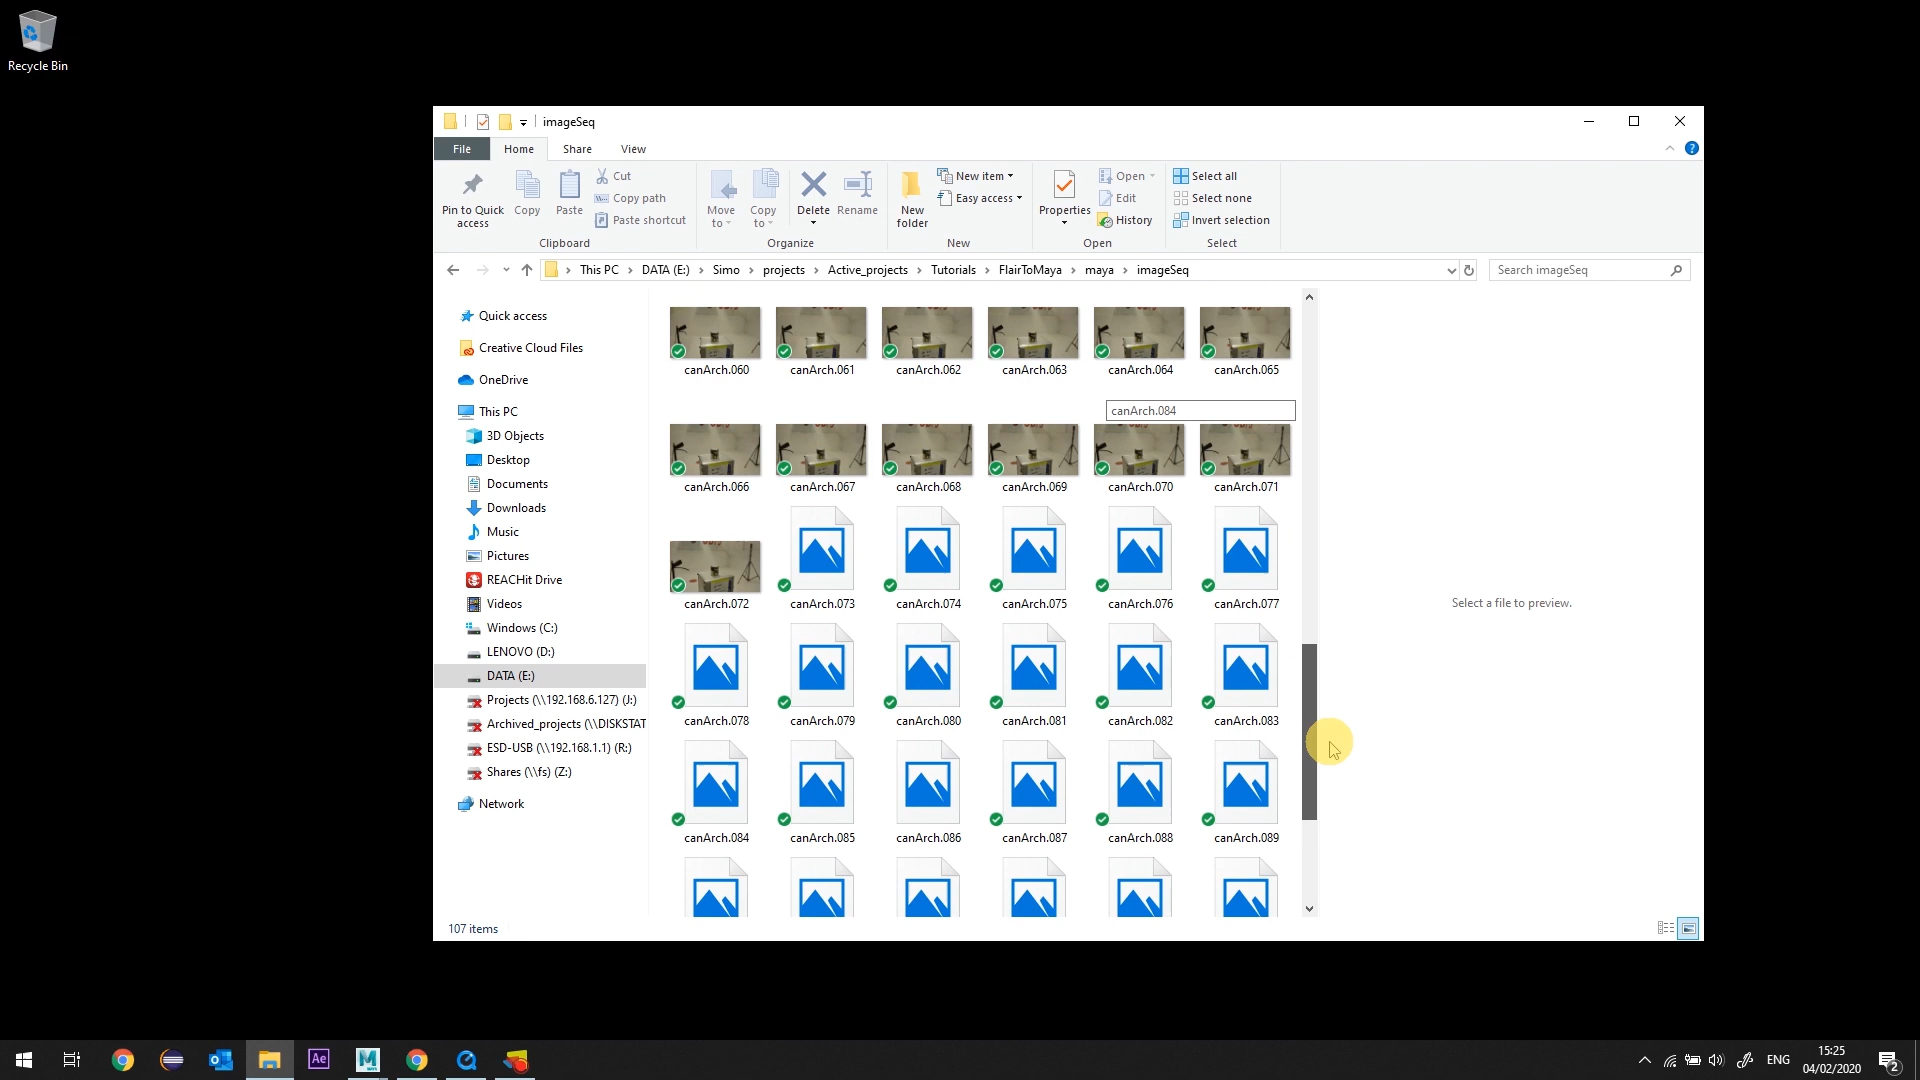 Recycle Bin
imageSeq
File Home Share View
Pin to Quick access
Copy
Paste
Cut
Copy path
Paste shortcut
Clipboard
Move to
Copy to
Delete
Rename
Organize
New folder
New item
Easy access
New
Properties
Open
Edit
History
Open
Select all
Select none
Invert selection
Select
This PC › DATA (E:) › Simo › projects › Active_projects › Tutorials › FlairToMaya › maya › imageSeq
Search imageSeq
Quick access
Creative Cloud Files
OneDrive
This PC
3D Objects
Desktop
Documents
Downloads
Music
Pictures
REACHit Drive
Videos
Windows (C:)
LENOVO (D:)
DATA (E:)
Projects (\\192.168.6.127) (J:)
Archived_projects (\\DISKSTAT
ESD-USB (\\192.168.1.1) (R:)
Shares (\\fs) (Z:)
Network
canArch.060 canArch.061 canArch.062 canArch.063 canArch.064 canArch.065
canArch.084
canArch.066 canArch.067 canArch.068 canArch.069 canArch.070 canArch.071
canArch.072 canArch.073 canArch.074 canArch.075 canArch.076 canArch.077
canArch.078 canArch.079 canArch.080 canArch.081 canArch.082 canArch.083
canArch.084 canArch.085 canArch.086 canArch.087 canArch.088 canArch.089
Select a file to preview.
107 items
Ae
M
ENG
15:25
04/02/2020
2